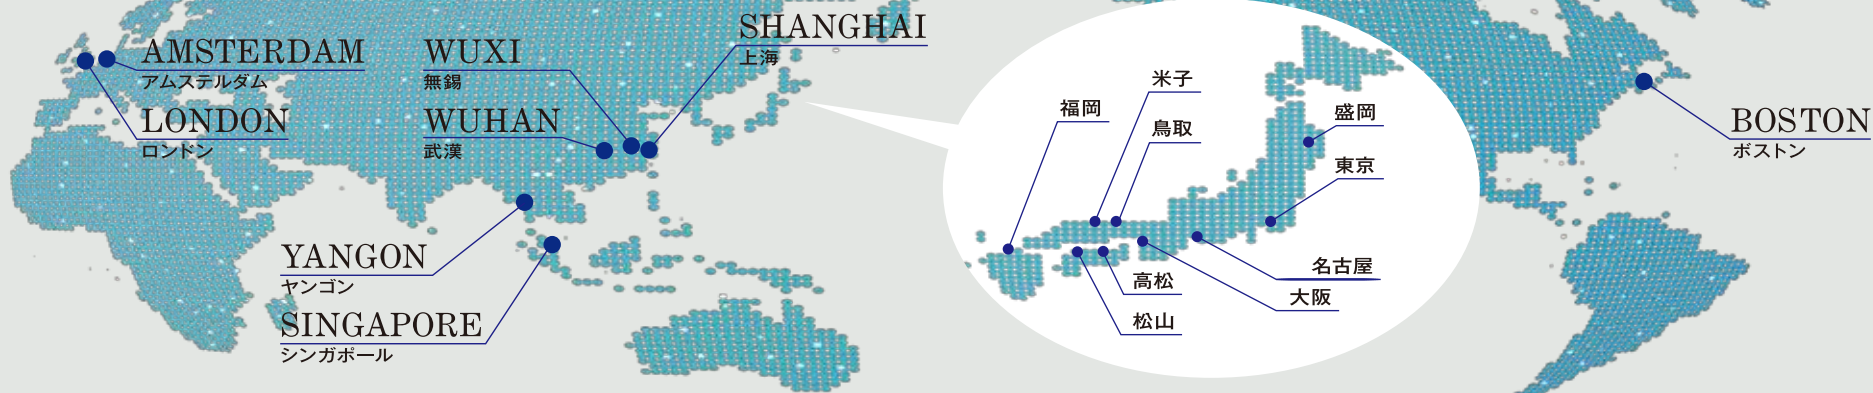 AMSTERDAM
アムステルダム
LONDON
ロンドン
WUXI
無錫
WUHAN
武漢
SHANGHAI
上海
YANGON
ヤンゴン
SINGAPORE
シンガポール
福岡
米子
鳥取
盛岡
東京
名古屋
大阪
高松
松山
BOSTON
ボストン